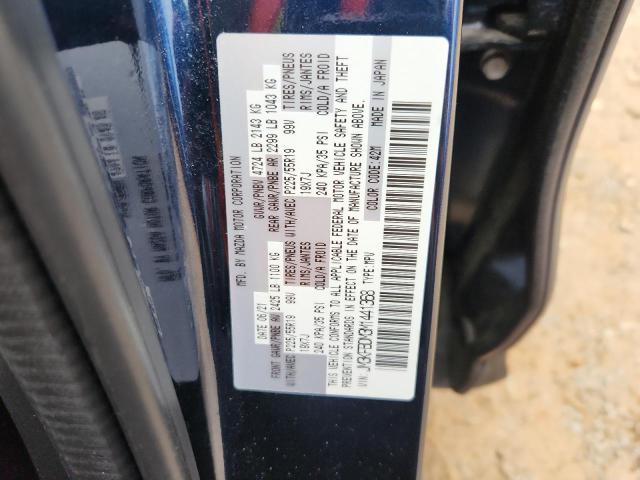 MFD. BY MAZDA MOTOR CORPORATION
DATE 06/21 GVWR/PNBV 4724 LB 2143 KG
FRONT GAWR/PNBE AV 2425 LB 1100 KG REAR GAWR/PNBE AR 2299 LB 1043 KG
WITH/AVEC P225/55R19 99V TIRES/PNEUS WITH/AVEC P225/55R19 99V TIRES/PNEUS
19X7J RIMS/JANTES 19X7J RIMS/JANTES
240 KPA/35 PSI COLD/A FROID 240 KPA/35 PSI COLD/A FROID
THIS VEHICLE CONFORMS TO ALL APPLICABLE FEDERAL MOTOR VEHICLE SAFETY AND THEFT
PREVENTION STANDARDS IN EFFECT ON THE DATE OF MANUFACTURE SHOWN ABOVE.
VIN: JM3KFBDM3M1441368 TYPE:MPV COLOR CODE:42M MADE IN JAPAN